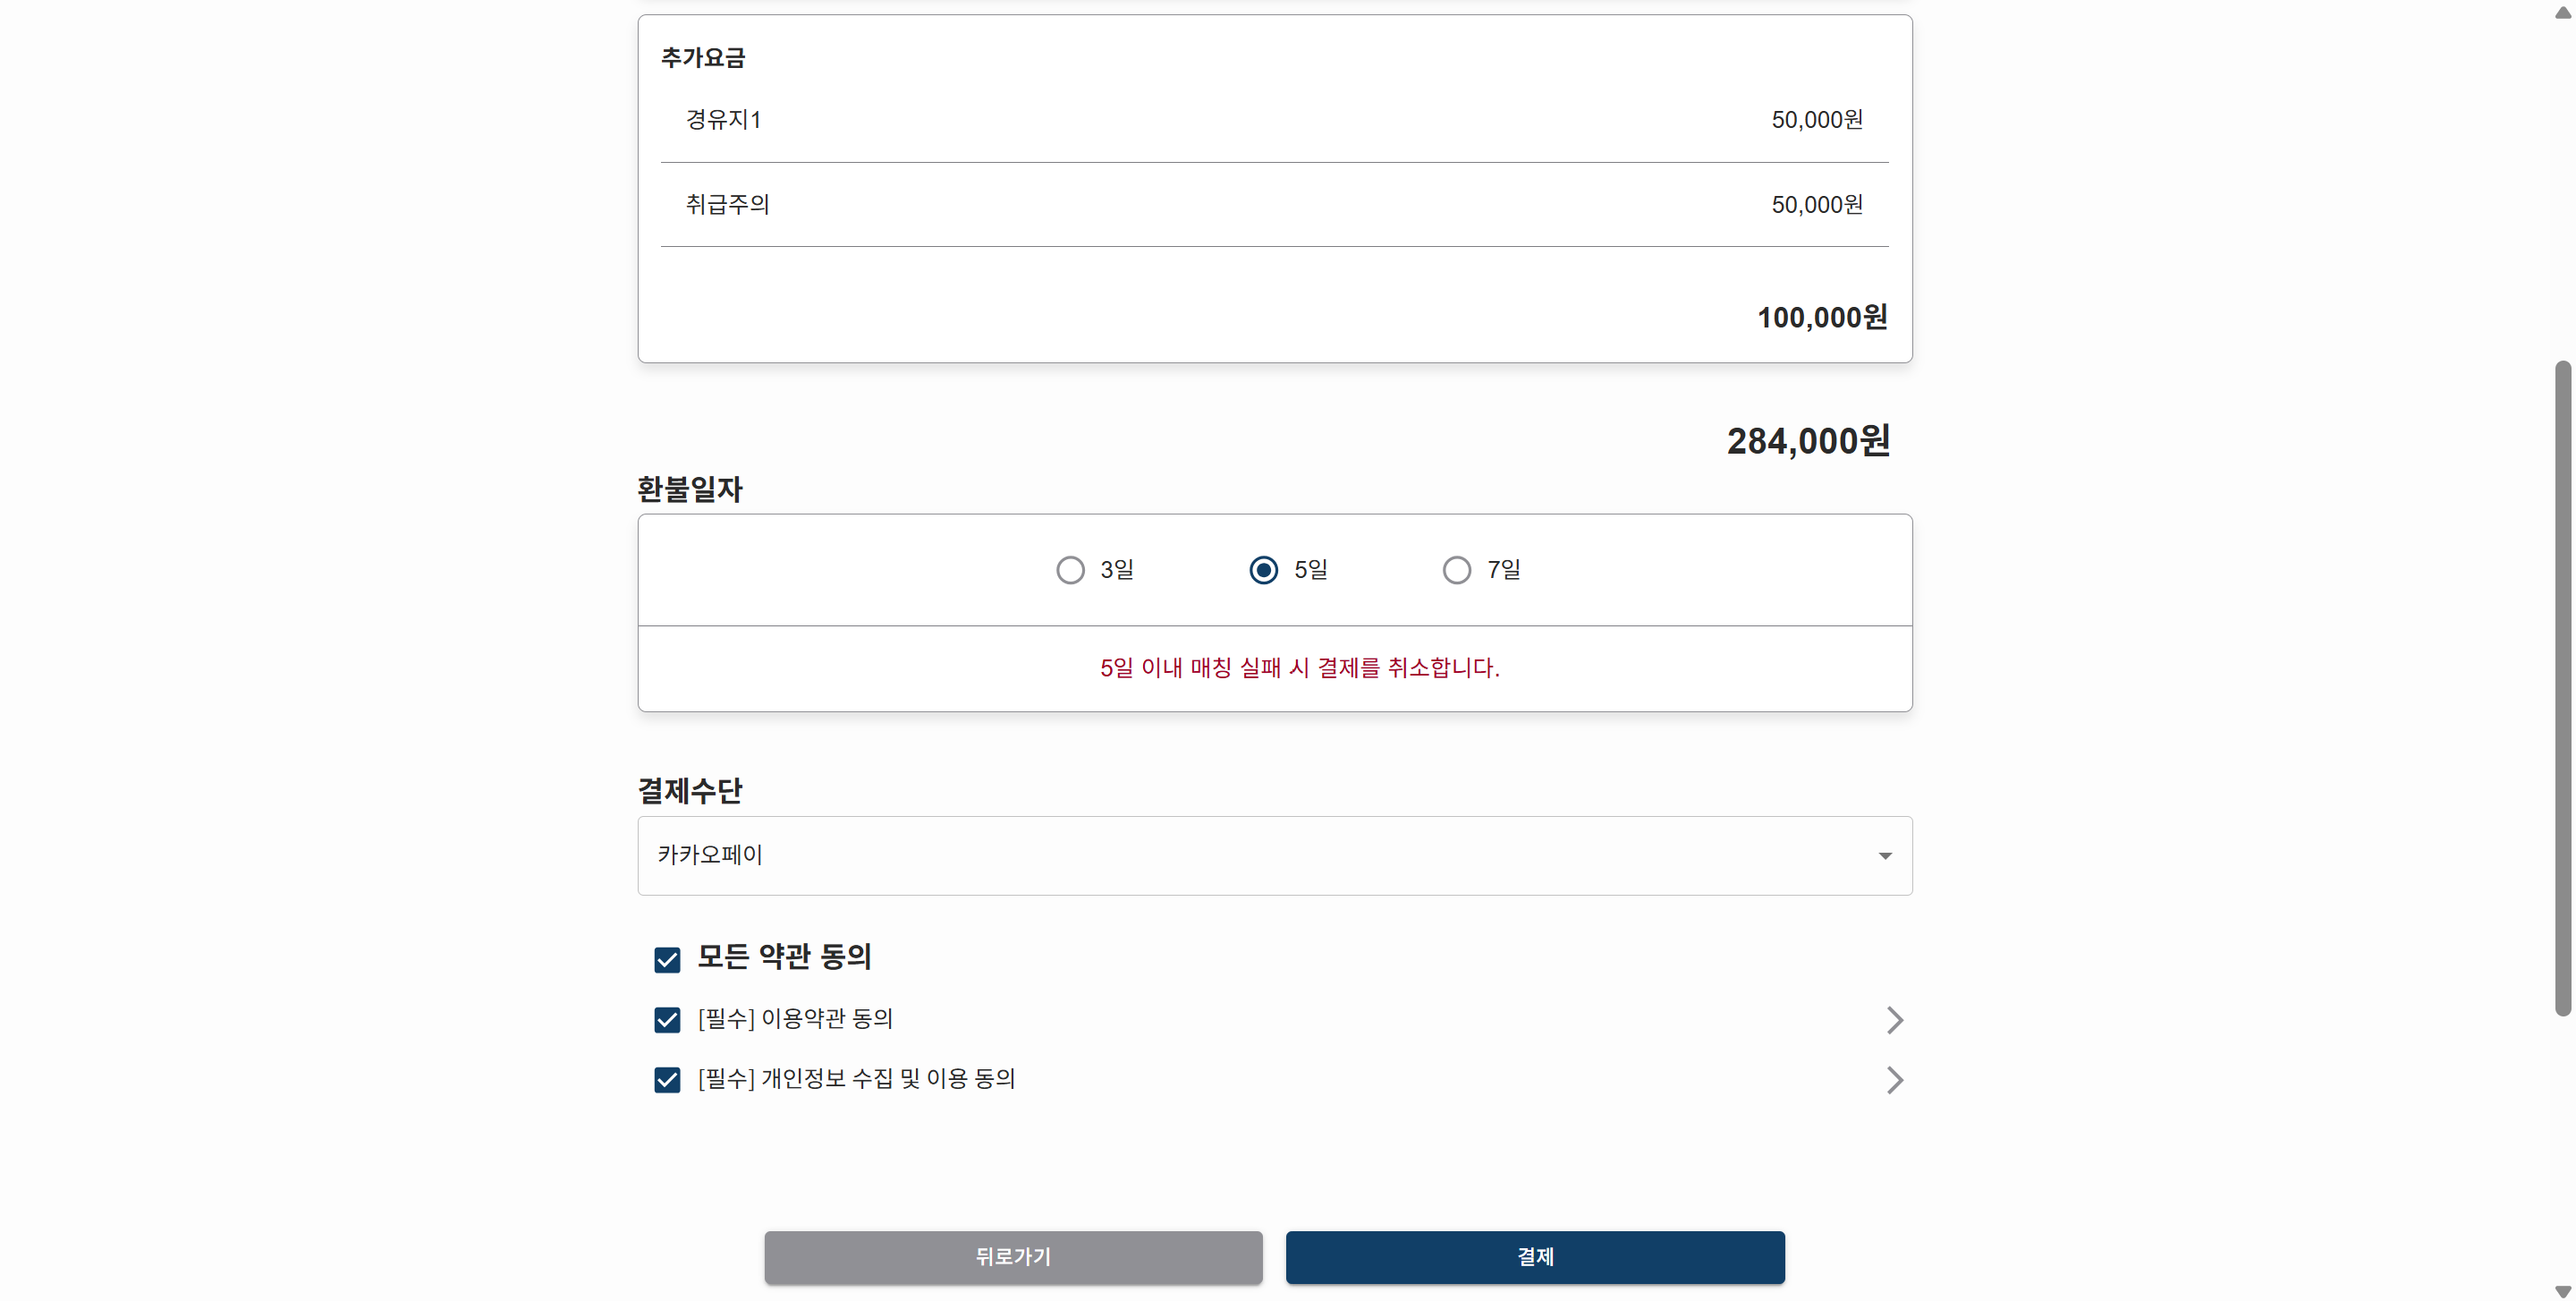 추가요금
경유지1 50,000원
취급주의 50,000원
100,000원
284,000원
환불일자
3일 5일 7일
5일 이내 매칭 실패 시 결제를 취소합니다.
결제수단
카카오페이
모든 약관 동의
[필수] 이용약관 동의
[필수] 개인정보 수집 및 이용 동의
뒤로가기 결제